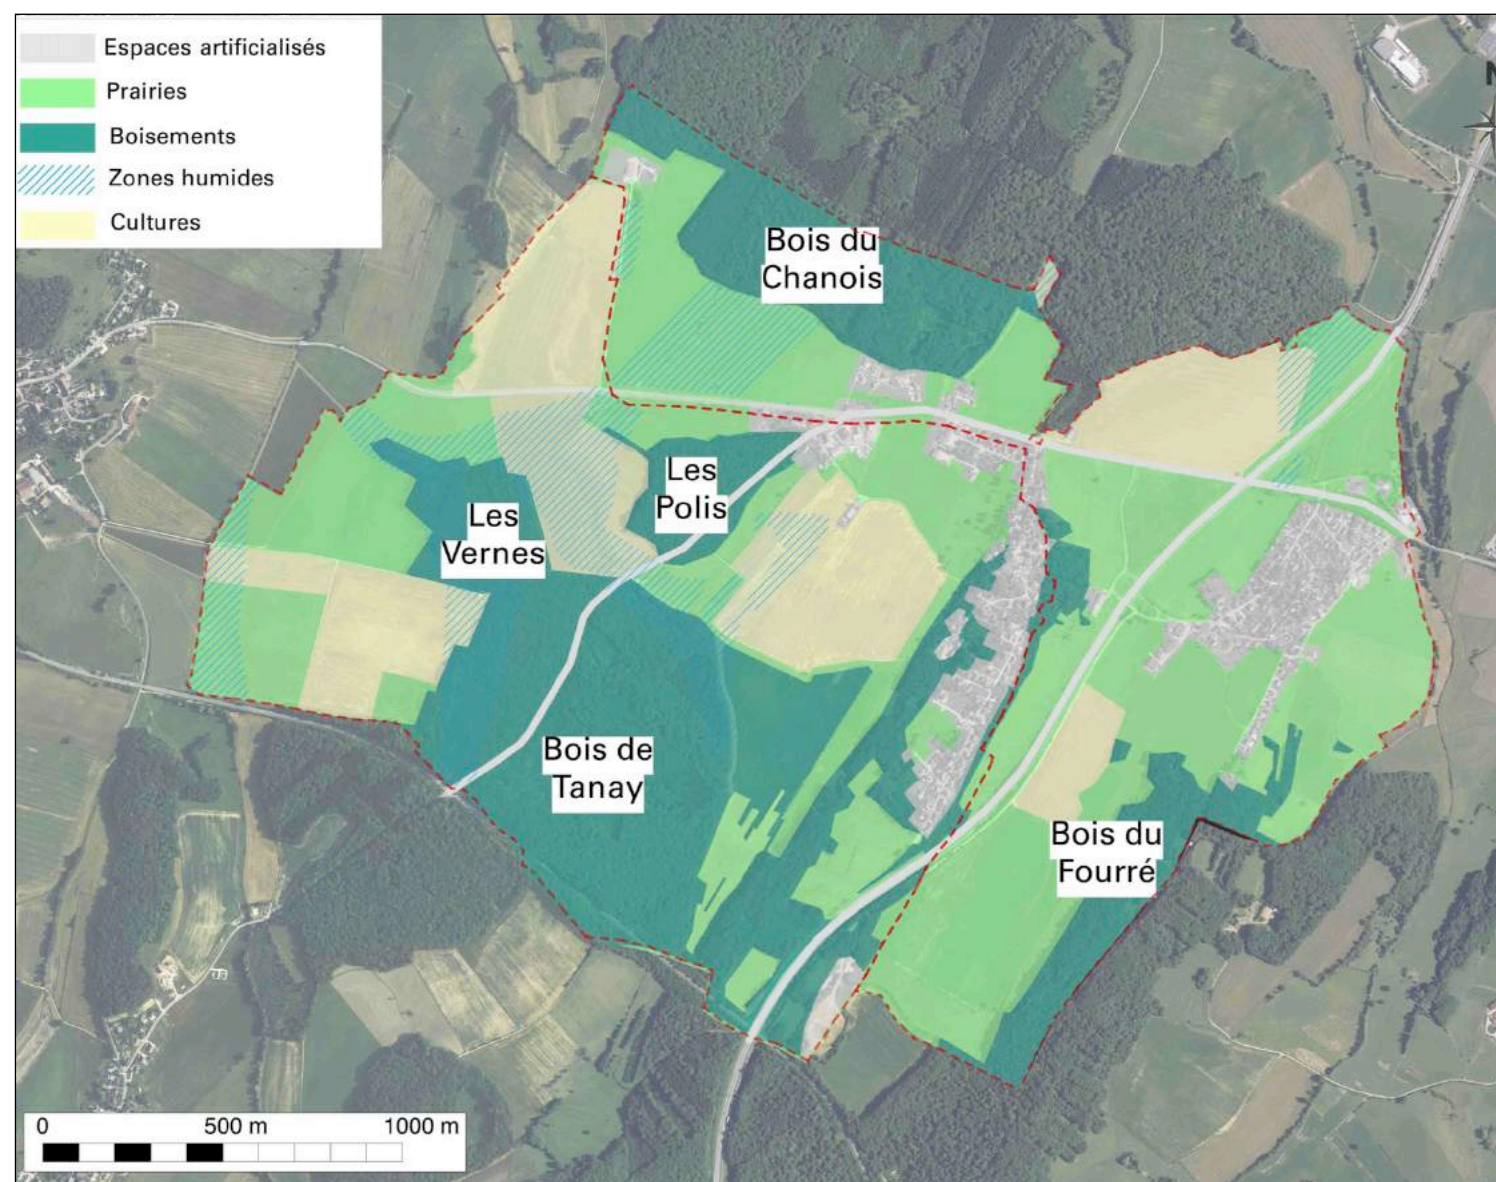 Espaces artificialisés
Prairies
Boisements
Zones humides
Cultures
N
Bois du
Chanois
Les
Polis
Les
Vernes
Bois de
Tanay
Bois du
Fourré
0 500 m 1000 m